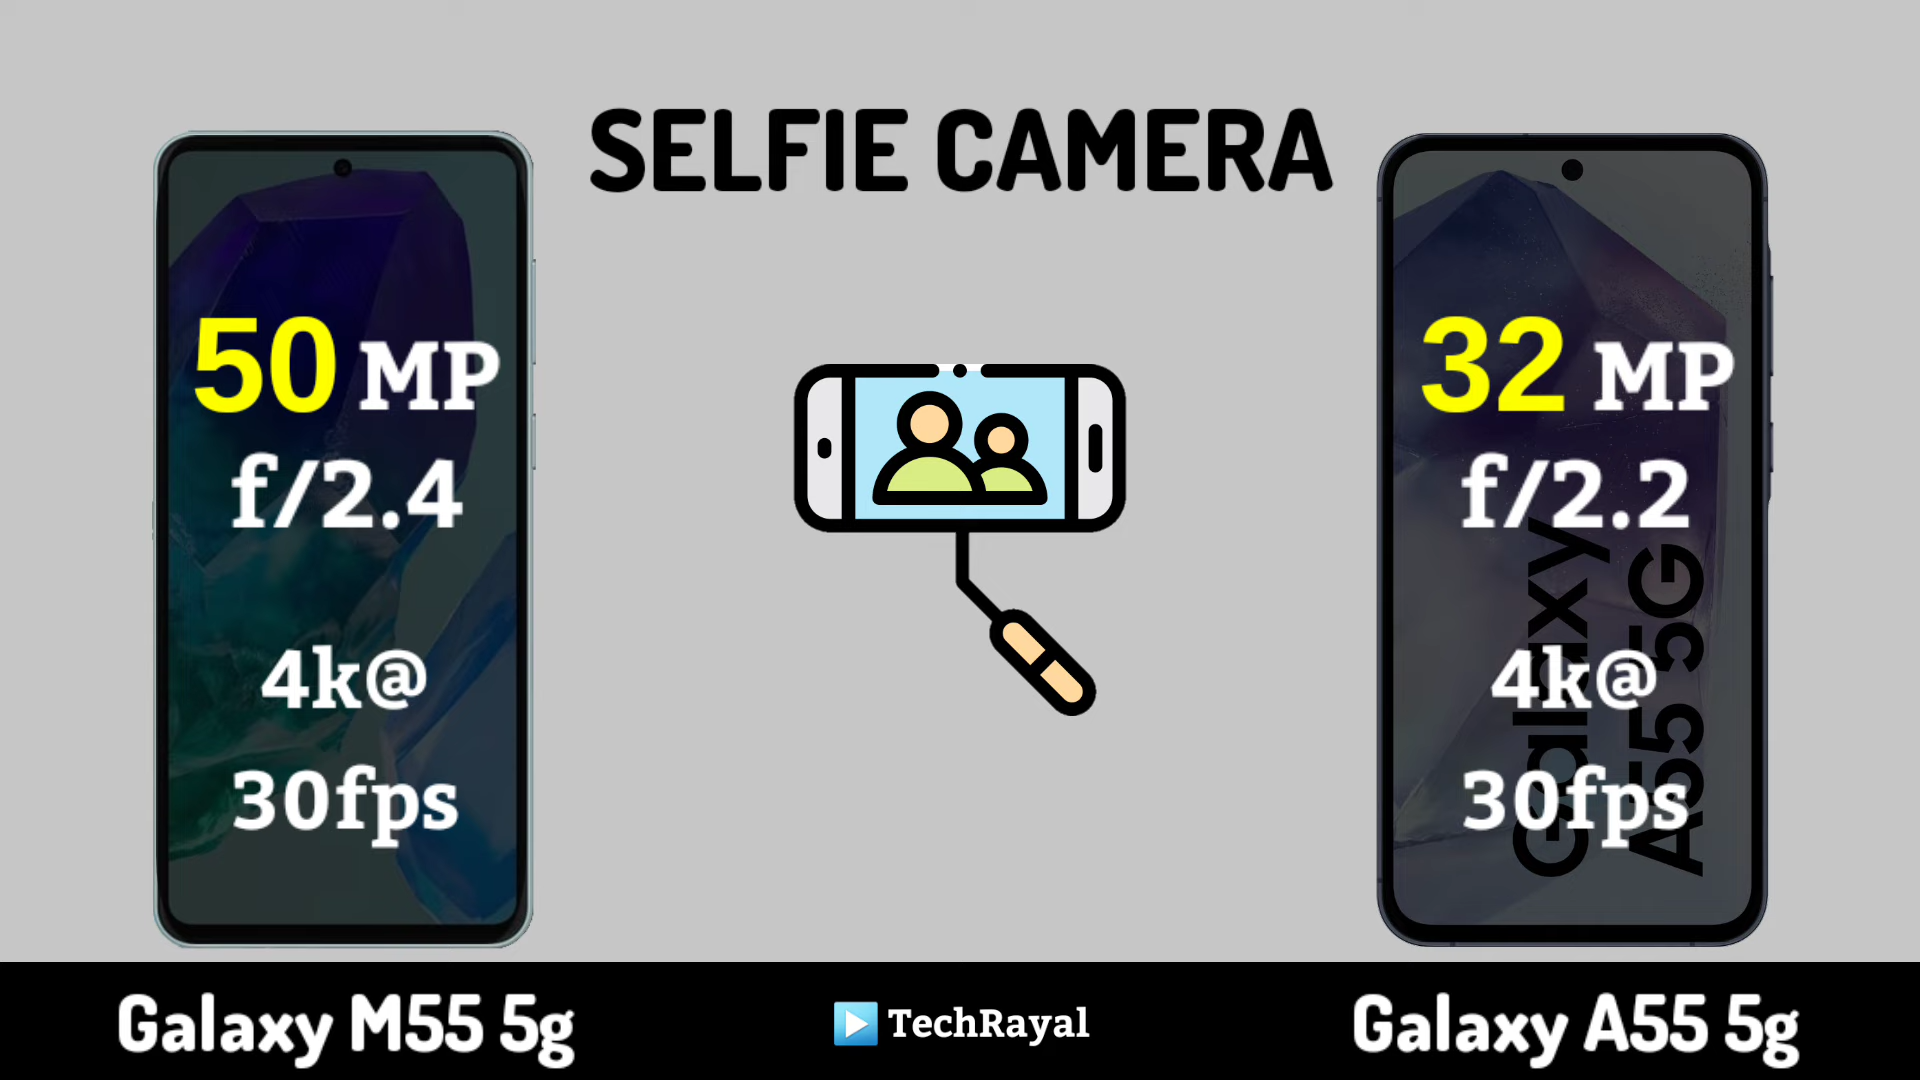 SELFIE CAMERA
50 MP
f/2.4
4k@
30fps
32 MP
f/2.2
4k@
30fps
Galaxy
A55 5G
Galaxy M55 5g
TechRayal
Galaxy A55 5g